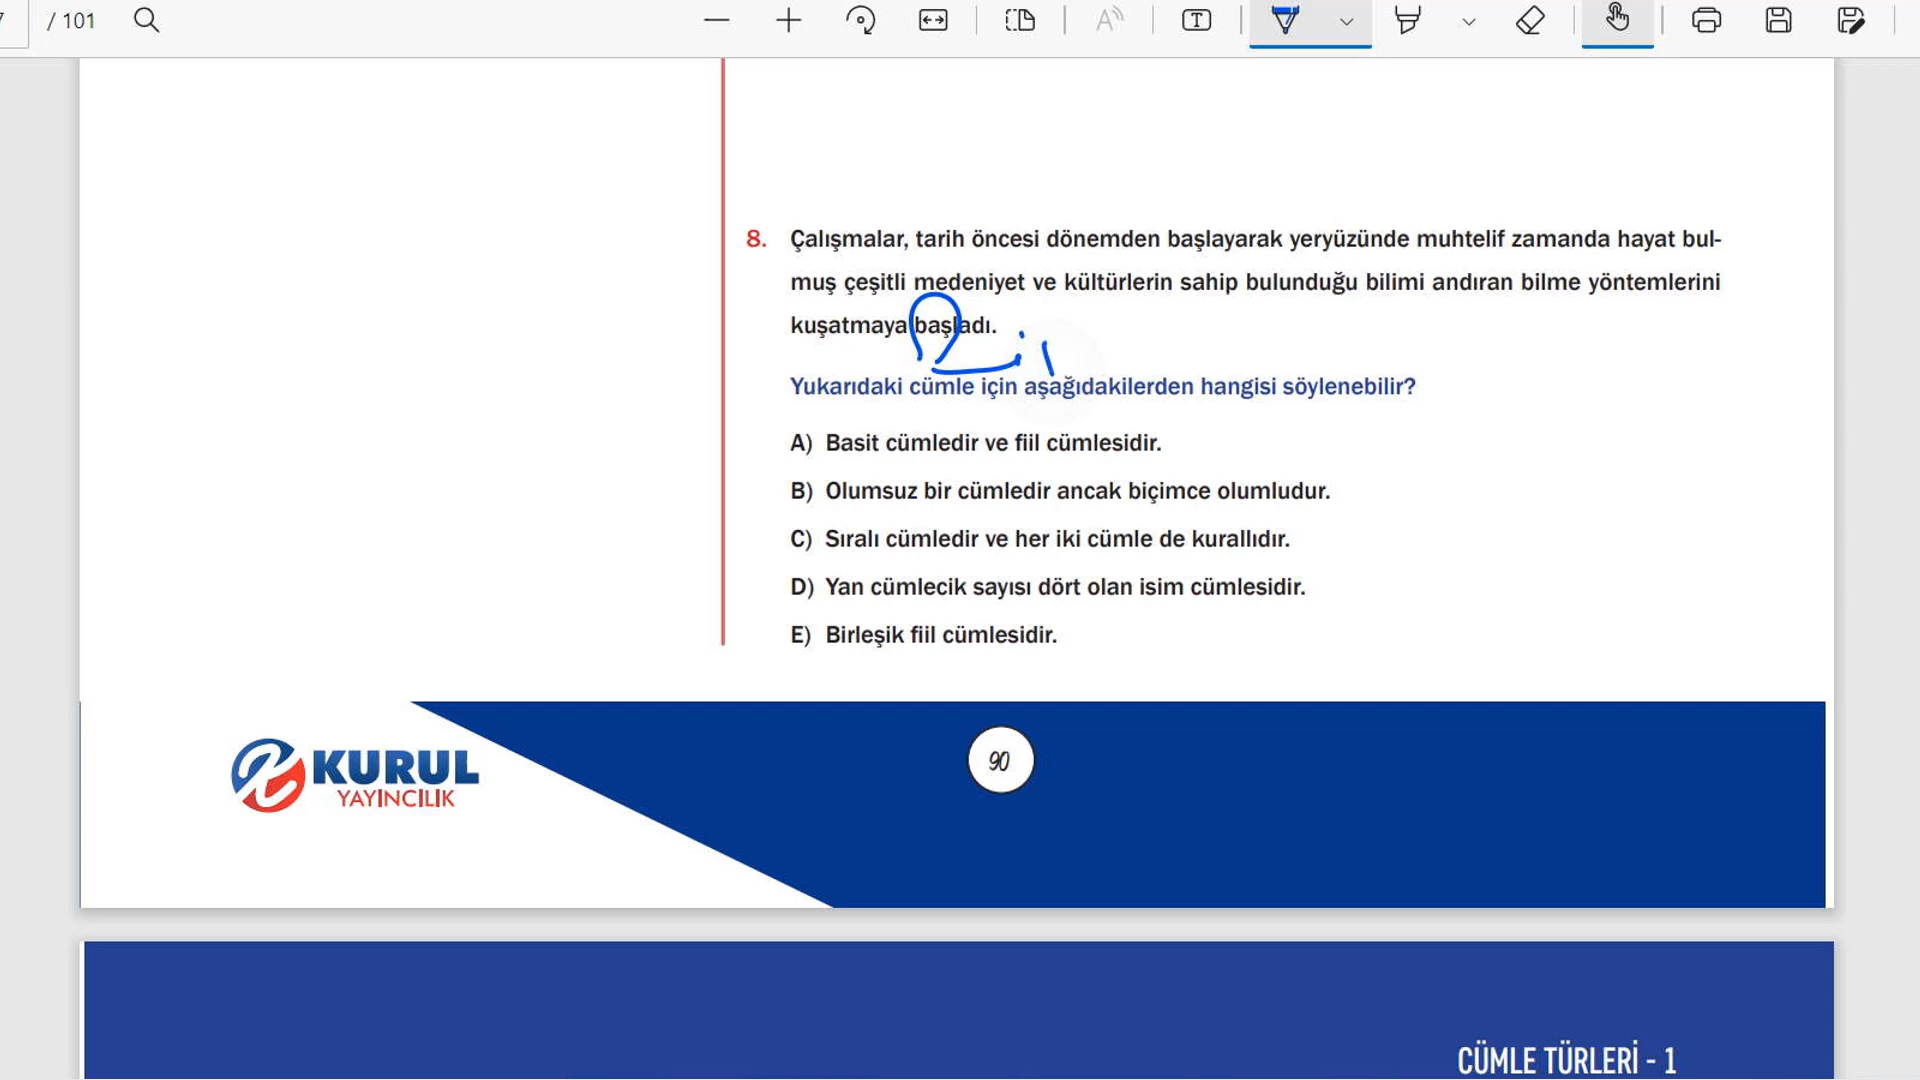 / 101
8. Çalışmalar, tarih öncesi dönemden başlayarak yeryüzünde muhtelif zamanda hayat bul-
muş çeşitli medeniyet ve kültürlerin sahip bulunduğu bilimi andıran bilme yöntemlerini
kuşatmaya başladı.
Yukarıdaki cümle için aşağıdakilerden hangisi söylenebilir?
A) Basit cümledir ve fiil cümlesidir.
B) Olumsuz bir cümledir ancak biçimce olumludur.
C) Sıralı cümledir ve her iki cümle de kurallıdır.
D) Yan cümlecik sayısı dört olan isim cümlesidir.
E) Birleşik fiil cümlesidir.
KURUL
YAYINCILIK
90
CÜMLE TÜRLERİ - 1